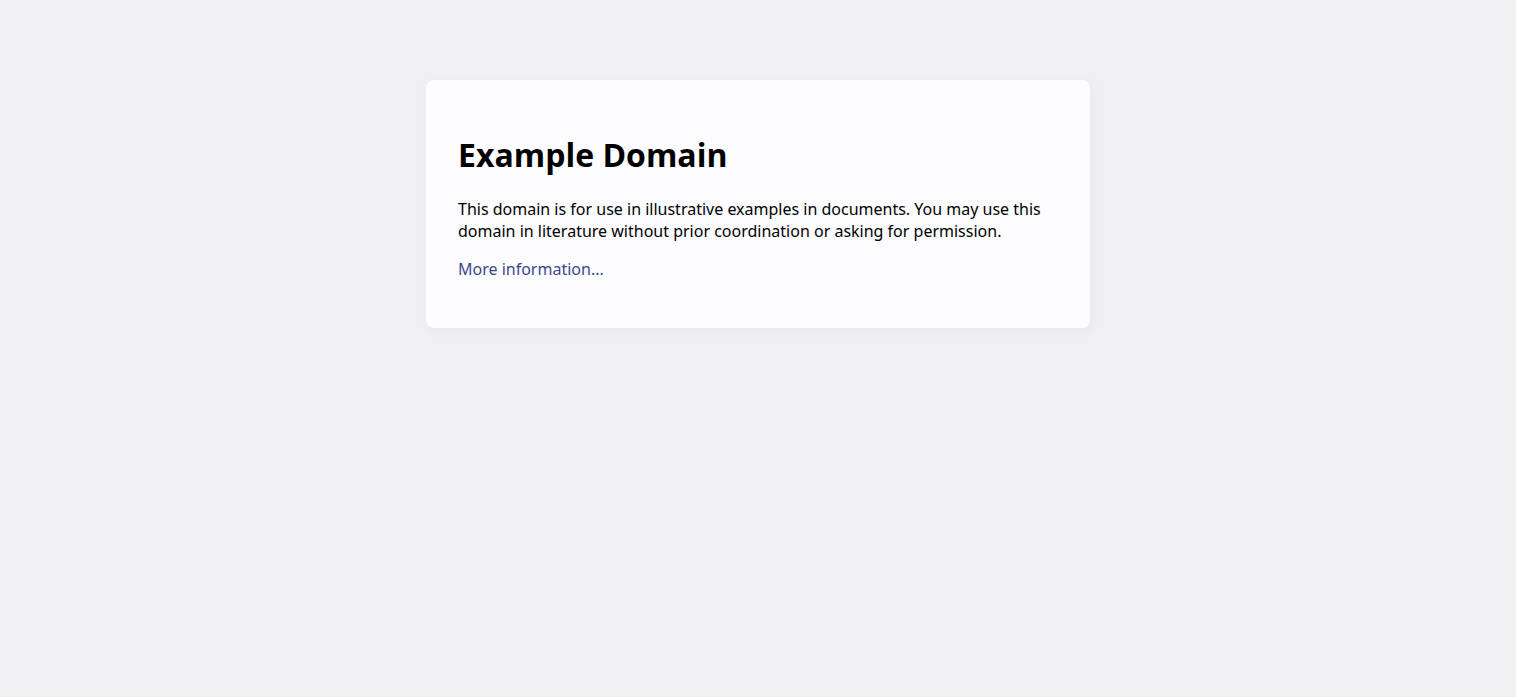 Example Domain
This domain is for use in illustrative examples in documents. You may use this
domain in literature without prior coordination or asking for permission.
More information...